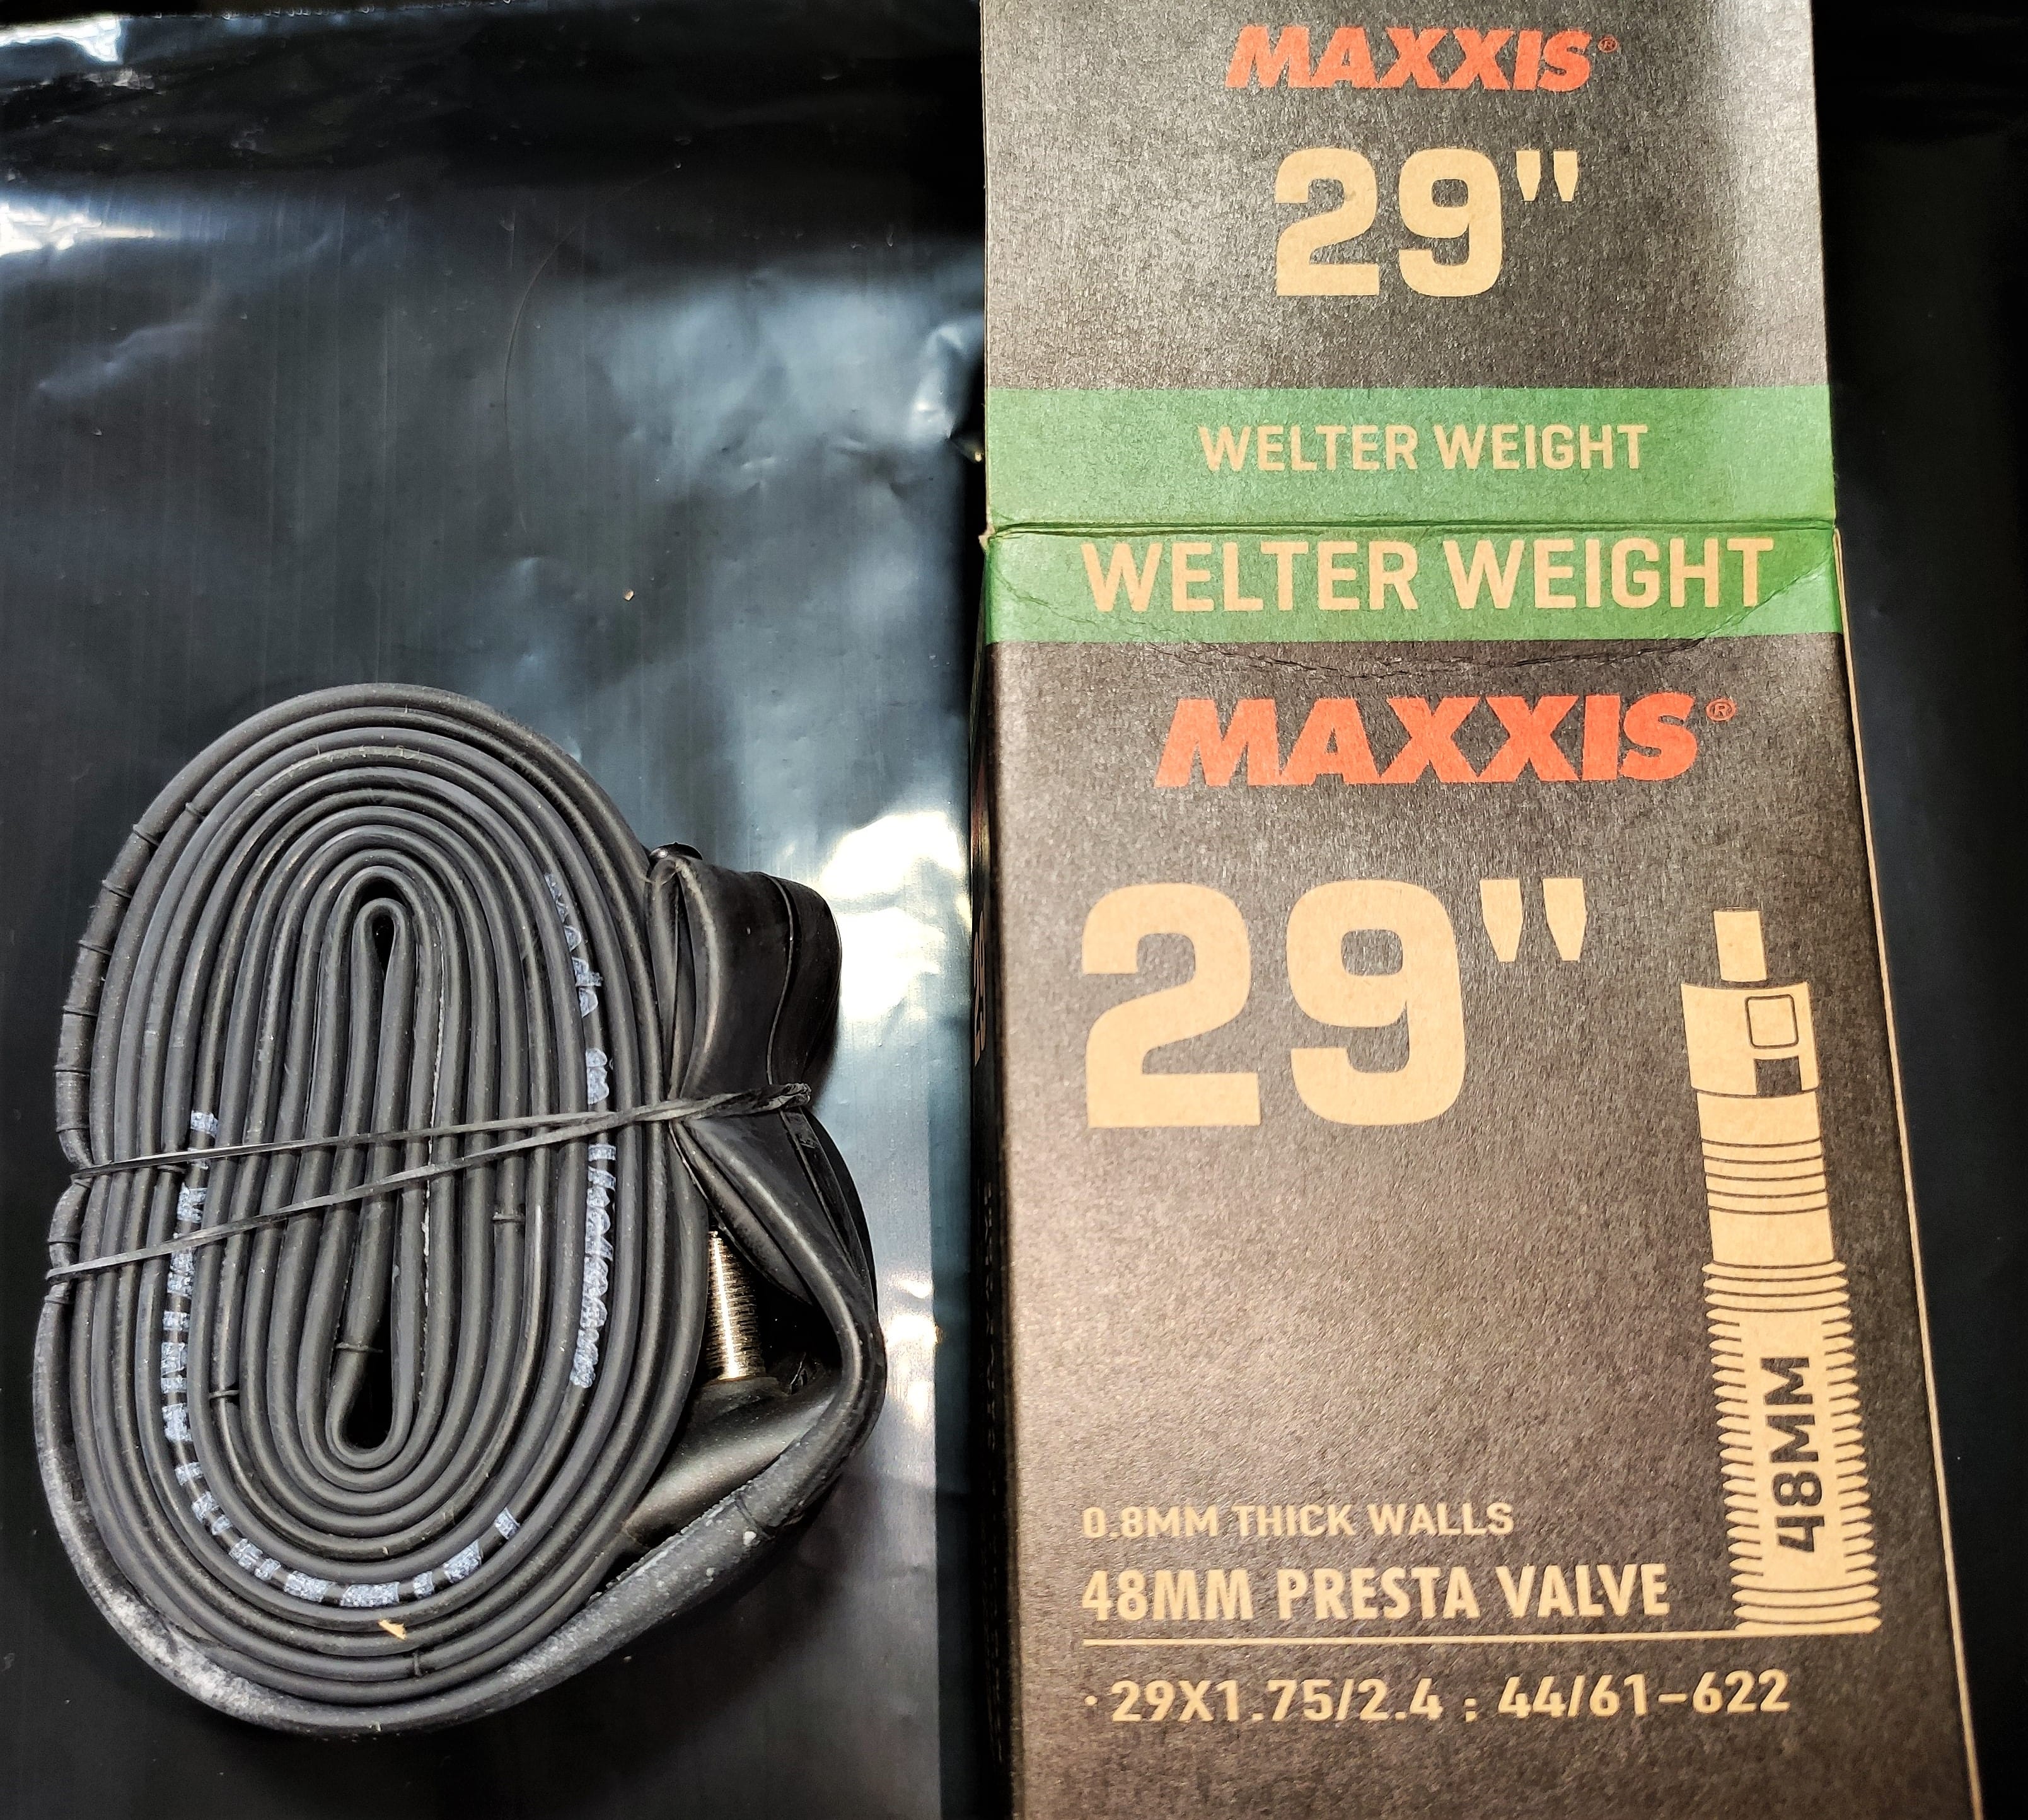 MAXXIS®
29"
WELTER WEIGHT
WELTER WEIGHT
MAXXIS®
29"
48MM
0.8MM THICK WALLS
48MM PRESTA VALVE
· 29X1.75/2.4 ; 44/61-622